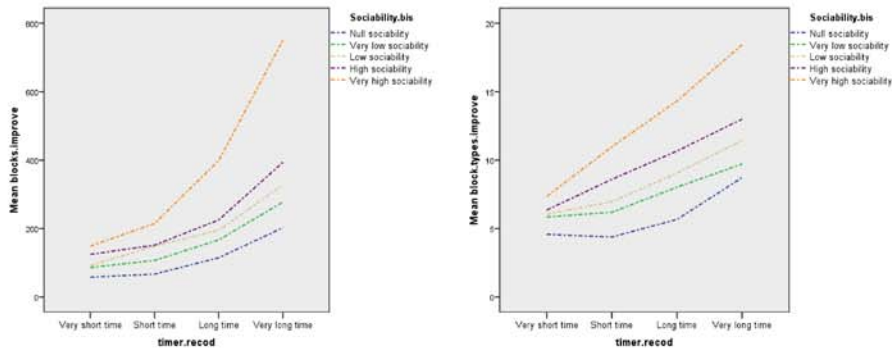 Mean blocks.improve
800
600
400
200
0
Very short time
Short time
Long time
Very long time
timer.recod
Sociability.bis
Null sociability
Very low sociability
Low sociability
High sociability
Very high sociability
Mean block.types.improve
20
15
10
5
0
Very short time
Short time
Long time
Very long time
timer.recod
Sociability.bis
Null sociability
Very low sociability
Low sociability
High sociability
Very high sociability